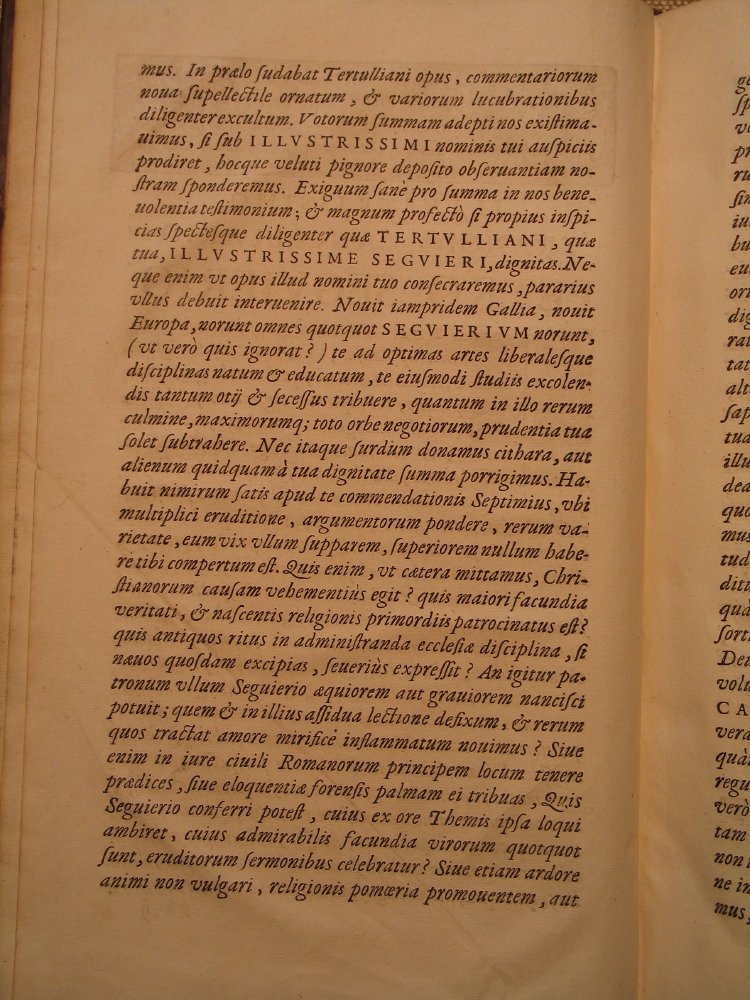 mus. In prælo ſudabat Tertulliani opus, commentariorum
noua ſupellectile ornatum, & variorum lucubrationibus
diligenter excultum. Votorum ſummam adepti nos exiſtima-
uimus, ſi ſub ILLVSTRISSIMI nominis tui auſpiciis
prodiret, hocque veluti pignore depoſito obſeruantiam no-
ſtram ſponderemus. Exiguum ſanè pro ſumma in nos bene-
uolentia teſtimonium; & magnum profectò ſi propius inſpi-
cias ſpecteſque diligenter quæ TERTVLLIANI, quæ
tua, ILLVSTRISSIME SEGVIERI, dignitas. Ne-
que enim vt opus illud nomini tuo conſecraremus, pararius
vllus debuit interuenire. Nouit iampridem Gallia, nouit
Europa, norunt omnes quotquot SEGVIERIVM norunt,
(vt verò quis ignorat?) te ad optimas artes liberaleſque
diſciplinas natum & educatum, te eiuſmodi ſtudiis excolen-
dis tantum otij & ſeceſſus tribuere, quantum in illo rerum
culmine, maximorumq; toto orbe negotiorum, prudentia tua
ſolet ſubtrahere. Nec itaque ſurdùm donamus cithara, aut
alienum quidquam à tua dignitate ſumma porrigimus. Ha-
buit nimirum ſatis apud te commendationis Septimius, vbi
multiplici eruditione, argumentorum pondere, rerum va-
rietate, eum vix vllum ſupparem, ſuperiorem nullum habe-
re tibi compertum eſt. Quis enim, vt cætera mittamus, Chri-
ſtianorum cauſam vehementiùs egit? quis maiori facundia
veritati, & naſcentis religionis primordiis patrocinatus eſt?
quis antiquos ritus in adminiſtranda eccleſiæ diſciplina, ſi
næuos quoſdam excipias, ſeueriùs expreſſit? An igitur pa-
tronum vllum Seguierio æquiorem aut grauiorem nanciſci
potuit; quem & in illius aſſidua lectione defixum, & rerum
quos tractat amore mirificè inflammatum nouimus? Siue
enim in iure ciuili Romanorum principem locum tenere
prædices, ſiue eloquentiæ forenſis palmam ei tribuas, Quis
Seguierio conferri poteſt, cuius ex ore Themis ipſa loqui
ambiret, cuius admirabilis facundia virorum quotquot
ſunt, eruditorum ſermonibus celebratur? Siue etiam ardore
animi non vulgari, religionis pomœria promouentem, aut